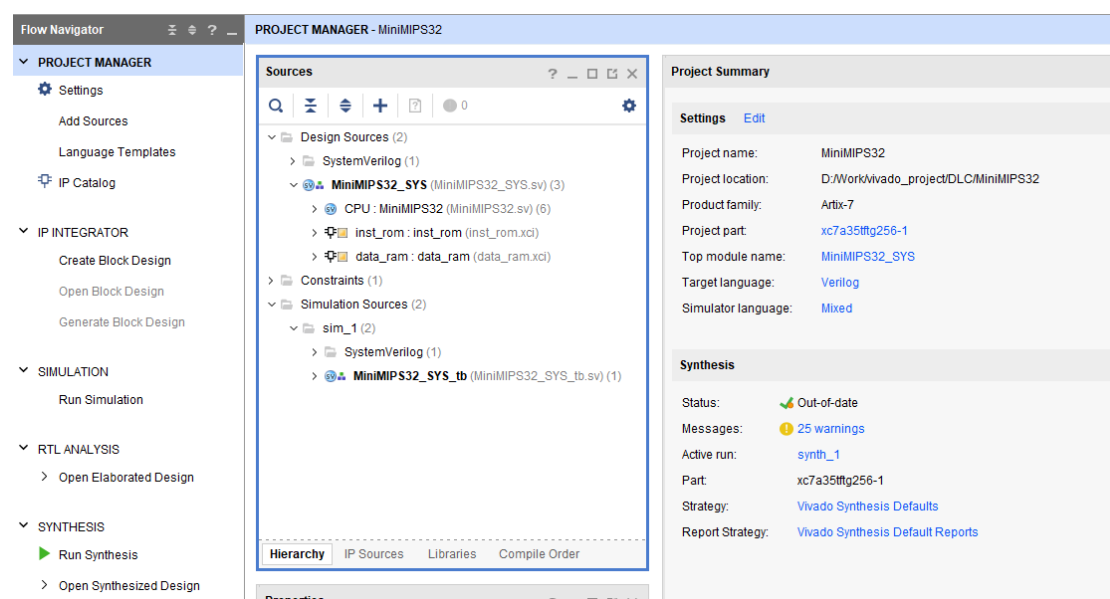 Flow Navigator ? _
PROJECT MANAGER - MiniMIPS32
PROJECT MANAGER
Settings
Add Sources
Language Templates
IP Catalog
IP INTEGRATOR
Create Block Design
Open Block Design
Generate Block Design
SIMULATION
Run Simulation
RTL ANALYSIS
Open Elaborated Design
SYNTHESIS
Run Synthesis
Open Synthesized Design
Sources ? _
? 0
Design Sources (2)
SystemVerilog (1)
MiniMIPS32_SYS (MiniMIPS32_SYS.sv) (3)
CPU : MiniMIPS32 (MiniMIPS32.sv) (6)
inst_rom : inst_rom (inst_rom.xci)
data_ram : data_ram (data_ram.xci)
Constraints (1)
Simulation Sources (2)
sim_1 (2)
SystemVerilog (1)
MiniMIPS32_SYS_tb (MiniMIPS32_SYS_tb.sv) (1)
Hierarchy IP Sources Libraries Compile Order
Properties
Project Summary
Settings Edit
Project name: MiniMIPS32
Project location: D:/Work/vivado_project/DLC/MiniMIPS32
Product family: Artix-7
Project part: xc7a35tftg256-1
Top module name: MiniMIPS32_SYS
Target language: Verilog
Simulator language: Mixed
Synthesis
Status: Out-of-date
Messages: 25 warnings
Active run: synth_1
Part: xc7a35tftg256-1
Strategy: Vivado Synthesis Defaults
Report Strategy: Vivado Synthesis Default Reports